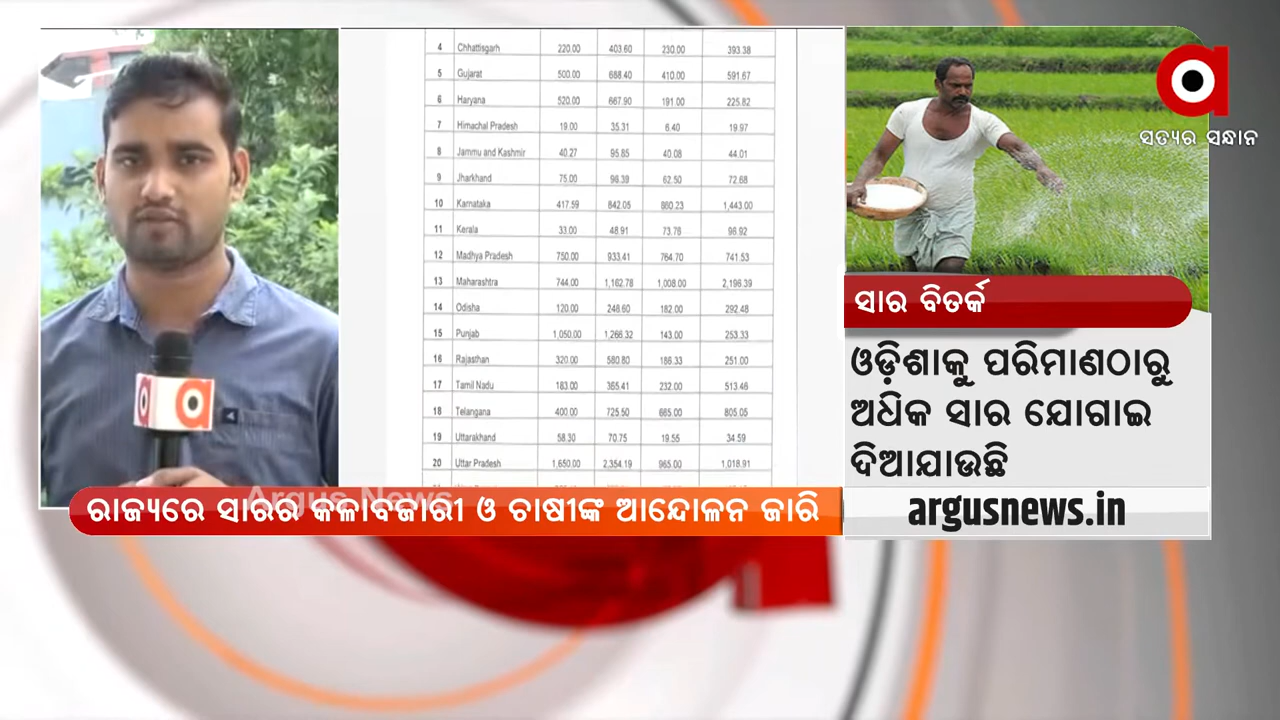 4 Chhattisgarh 220.00 403.60 230.00 393.38
5 Gujarat 500.00 688.40 410.00 591.67
6 Haryana 520.00 667.90 191.00 225.82
7 Himachal Pradesh 19.00 35.31 6.40 19.97
8 Jammu and Kashmir 40.27 95.85 40.08 44.01
9 Jharkhand 75.00 98.39 62.50 72.68
10 Karnataka 417.59 842.05 880.23 1,443.00
11 Kerala 33.00 48.91 73.76 98.92
12 Madhya Pradesh 750.00 933.41 764.70 741.53
13 Maharashtra 744.00 1,162.78 1,008.00 2,196.39
14 Odisha 120.00 248.60 182.00 292.48
15 Punjab 1,050.00 1,266.32 143.00 253.33
16 Rajasthan 320.00 580.80 186.33 251.00
17 Tamil Nadu 183.00 365.41 232.00 513.46
18 Telangana 400.00 725.50 685.00 805.05
19 Uttarakhand 58.30 70.75 19.55 34.59
20 Uttar Pradesh 1,650.00 2,354.19 965.00 1,018.91
Argus News
ରାଜ୍ୟରେ ସାରର କଳାବଜାରୀ ଓ ଚାଷୀଙ୍କ ଆନ୍ଦୋଳନ ଜାରି
a
ସତ୍ୟର ସନ୍ଧାନ
ସାର ବିତର୍କ
ଓଡ଼ିଶାକୁ ପରିମାଣଠାରୁ
ଅଧିକ ସାର ଯୋଗାଇ
ଦିଆଯାଉଛି
argusnews.in